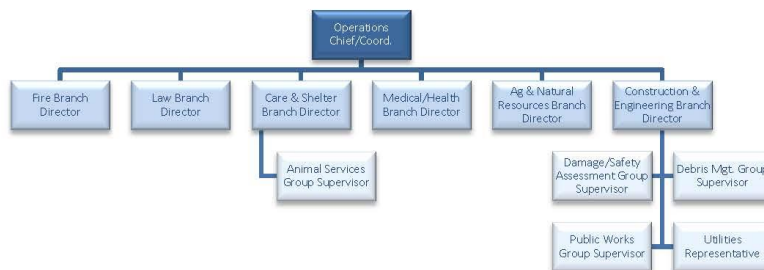 Operations
Chief/Coord.
Fire Branch
Director
Law Branch
Director
Care & Shelter
Branch Director
Medical/Health
Branch Director
Ag & Natural
Resources Branch
Director
Construction &
Engineering Branch
Director
Animal Services
Group Supervisor
Damage/Safety
Assessment Group
Supervisor
Debris Mgt. Group
Supervisor
Public Works
Group Supervisor
Utilities
Representative